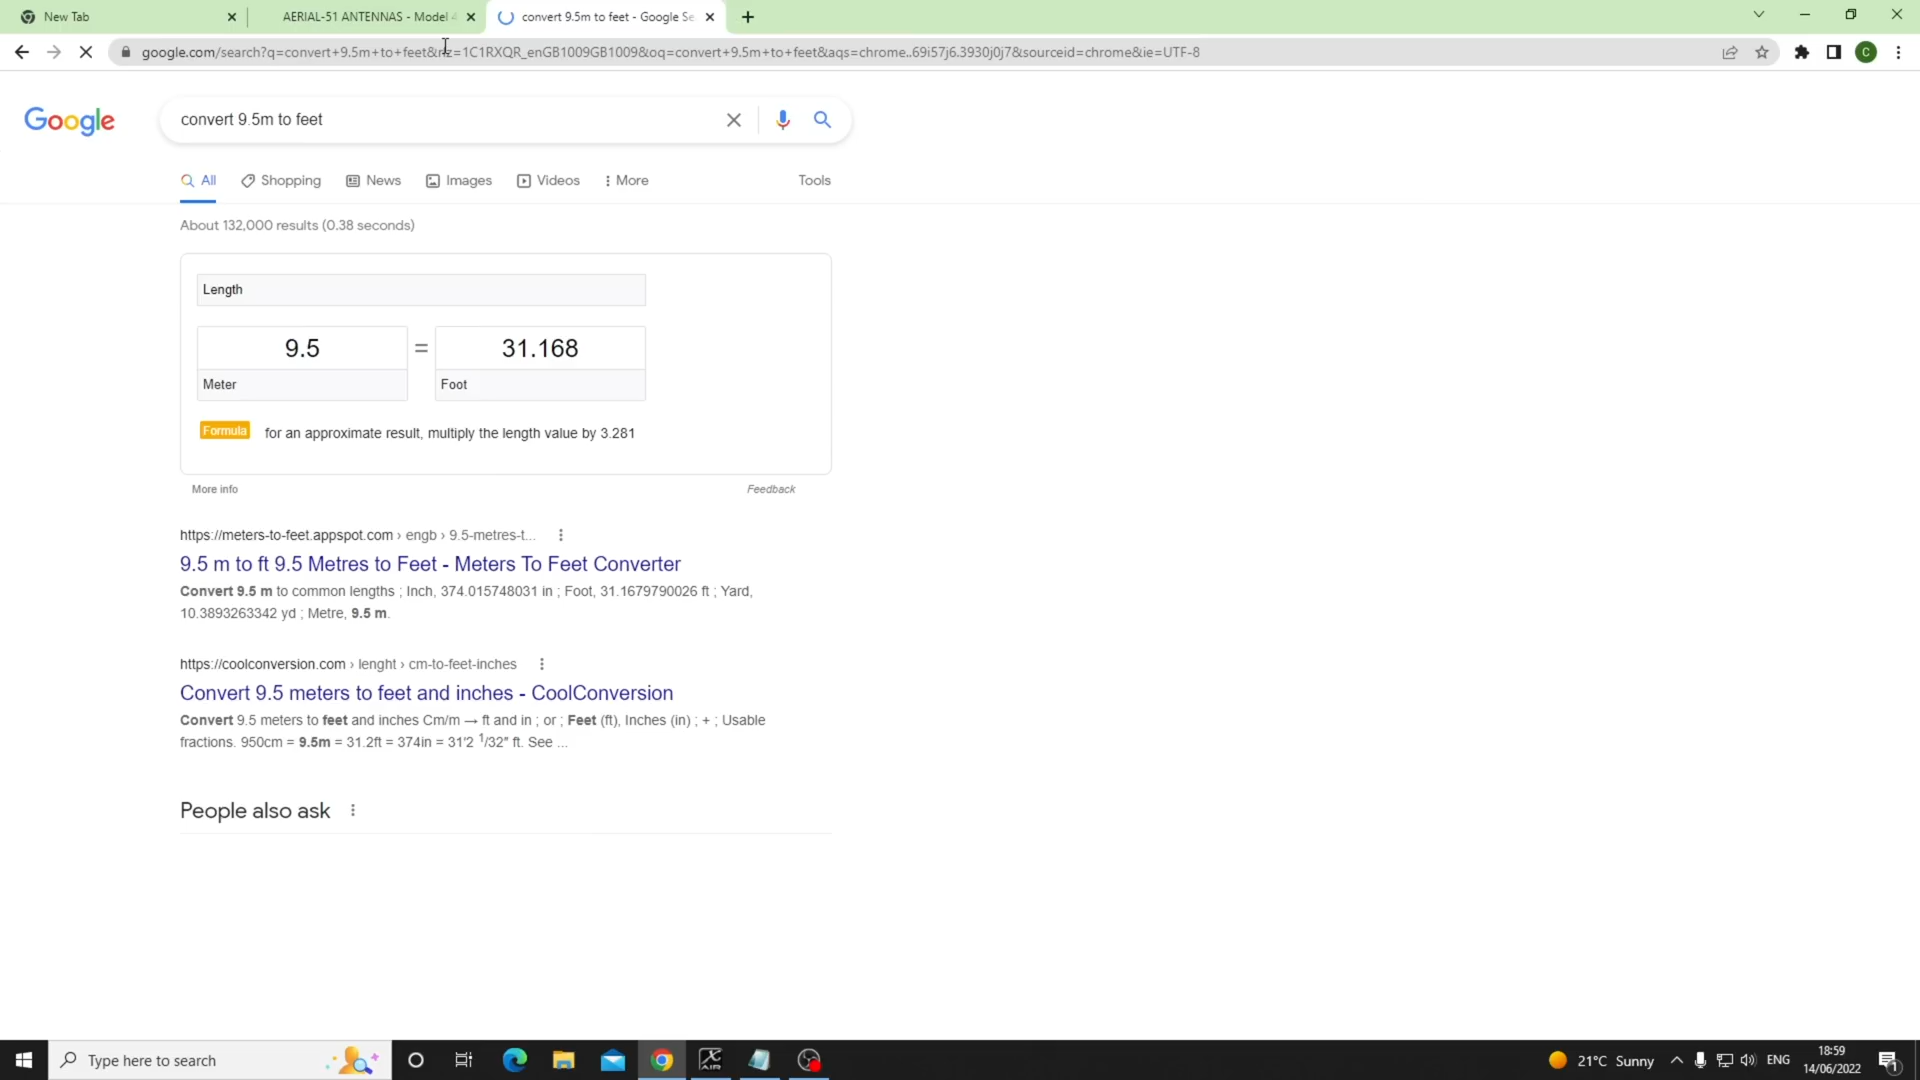 New Tab
AERIAL-51 ANTENNAS - Model 4
convert 9.5m to feet - Google Se
google.com/search?q=convert+9.5m+to+feet&rlz=1C1RXQR_enGB1009GB1009&oq=convert+9.5m+to+feet&aqs=chrome..69i57j6.3930j0j7&sourceid=chrome&ie=UTF-8
C
Google
convert 9.5m to feet
All
Shopping
News
Images
Videos
More
Tools
About 132,000 results (0.38 seconds)
Length
9.5 = 31.168
Meter
Foot
Formula for an approximate result, multiply the length value by 3.281
More info
Feedback
https://meters-to-feet.appspot.com › engb › 9.5-metres-t...
9.5 m to ft 9.5 Metres to Feet - Meters To Feet Converter
Convert 9.5 m to common lengths ; Inch, 374.015748031 in ; Foot, 31.1679790026 ft ; Yard,
10.3893263342 yd ; Metre, 9.5 m.
https://coolconversion.com › lenght › cm-to-feet-inches
Convert 9.5 meters to feet and inches - CoolConversion
Convert 9.5 meters to feet and inches Cm/m → ft and in ; or ; Feet (ft), Inches (in) ; + ; Usable
fractions. 950cm = 9.5m = 31.2ft = 374in = 31'2 1/32" ft. See ...
People also ask
Type here to search
X AIR
21°C Sunny
ENG
18:59
14/06/2022
1